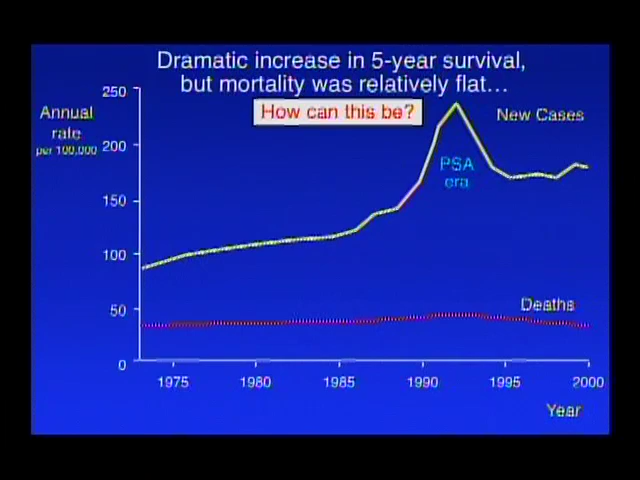 Dramatic increase in 5-year survival,
but mortality was relatively flat...
How can this be?
Annual
rate
per 100,000
250
200
150
100
50
0
New Cases
PSA
era
Deaths
1975
1980
1985
1990
1995
2000
Year